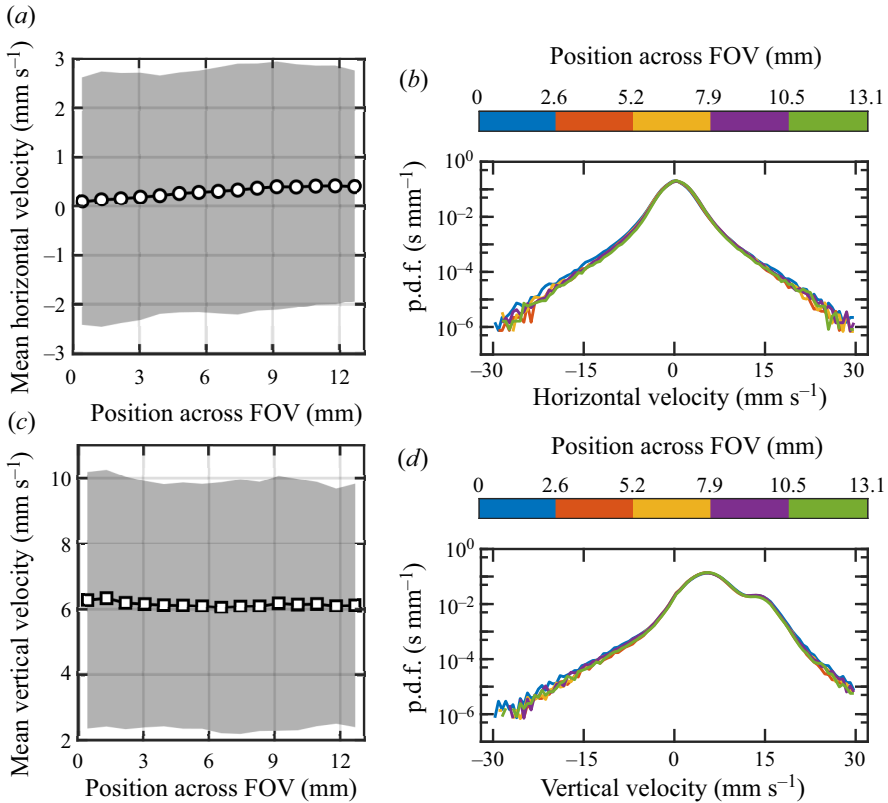 (a)
Mean horizontal velocity (mm s⁻¹)
3
2
1
0
−1
−2
−3
0 3 6 9 12
Position across FOV (mm)
(b)
Position across FOV (mm)
0 2.6 5.2 7.9 10.5 13.1
p.d.f. (s mm⁻¹)
10⁰
10⁻²
10⁻⁴
10⁻⁶
−30 −15 0 15 30
Horizontal velocity (mm s⁻¹)
(c)
Mean vertical velocity (mm s⁻¹)
10
8
6
4
2
0 3 6 9 12
Position across FOV (mm)
(d)
Position across FOV (mm)
0 2.6 5.2 7.9 10.5 13.1
p.d.f. (s mm⁻¹)
10⁰
10⁻²
10⁻⁴
10⁻⁶
−30 −15 0 15 30
Vertical velocity (mm s⁻¹)